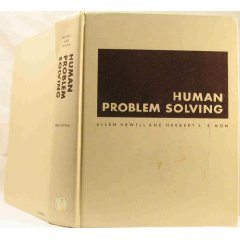 HUMAN
PROBLEM SOLVING
ALLEN NEWELL AND HERBERT A. SIMON
HUMAN
PROBLEM
SOLVING